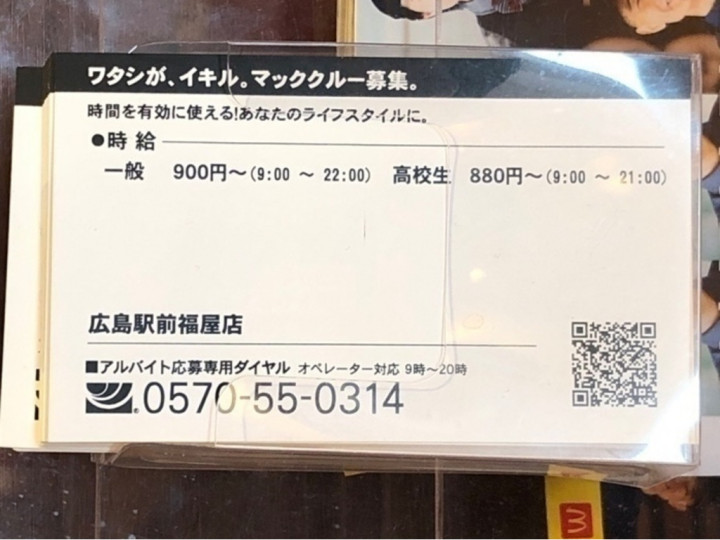 ワタシが、イキル。マッククルー募集。
時間を有効に使える!あなたのライフスタイルに。
●時給
一般 900円〜(9:00 〜 22:00) 高校生 880円〜(9:00 〜 21:00)
広島駅前福屋店
■アルバイト応募専用ダイヤル オペレーター対応 9時〜20時
0570-55-0314